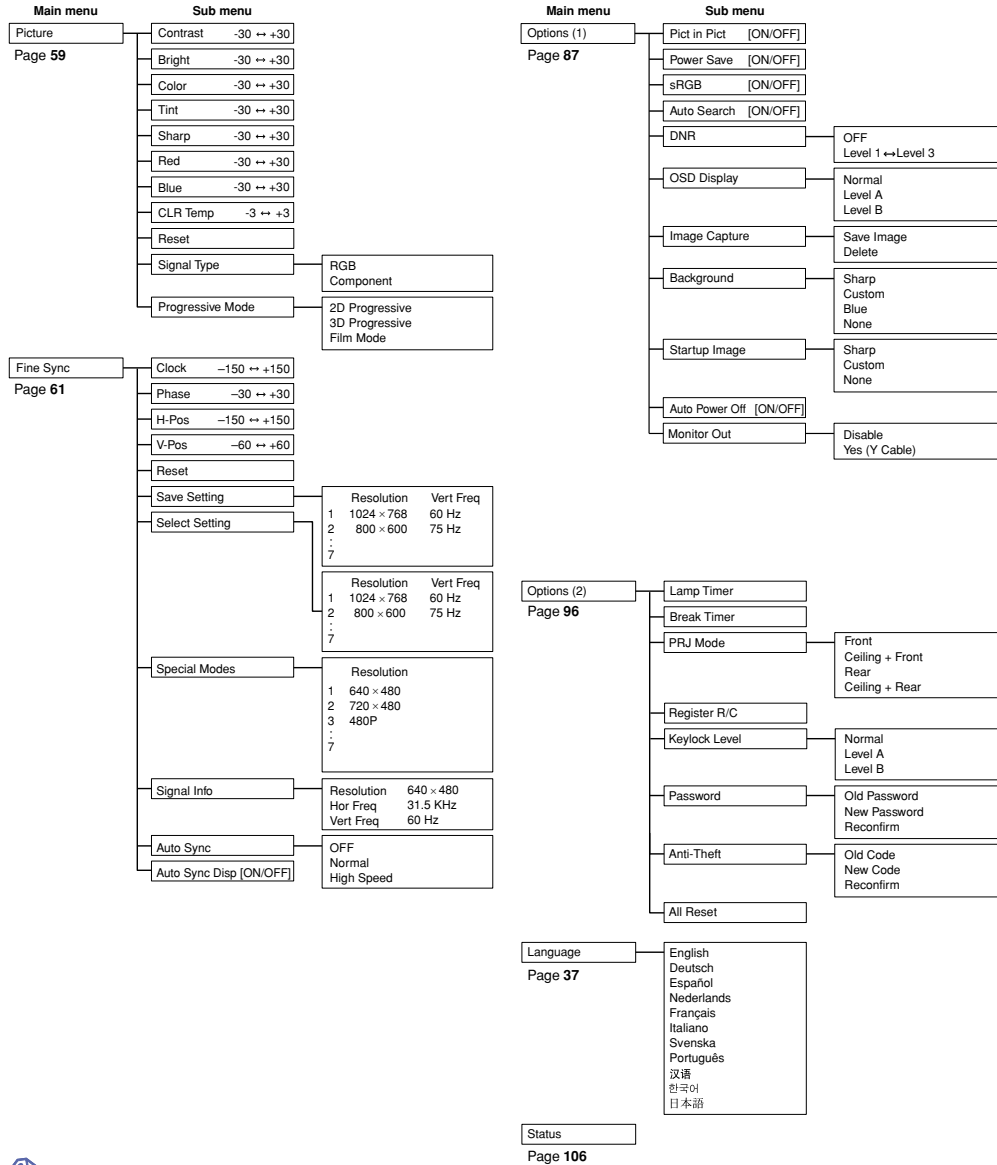 Main menu Sub menu
Picture
Page 59
Contrast -30 ↔ +30
Bright -30 ↔ +30
Color -30 ↔ +30
Tint -30 ↔ +30
Sharp -30 ↔ +30
Red -30 ↔ +30
Blue -30 ↔ +30
CLR Temp -3 ↔ +3
Reset
Signal Type
RGB
Component
Progressive Mode
2D Progressive
3D Progressive
Film Mode
Fine Sync
Page 61
Clock –150 ↔ +150
Phase –30 ↔ +30
H-Pos –150 ↔ +150
V-Pos –60 ↔ +60
Reset
Save Setting
Resolution Vert Freq
1 1024 × 768 60 Hz
2 800 × 600 75 Hz
:
7
Select Setting
Resolution Vert Freq
1 1024 × 768 60 Hz
2 800 × 600 75 Hz
:
7
Special Modes
Resolution
1 640 × 480
2 720 × 480
3 480P
:
7
Signal Info
Resolution 640 × 480
Hor Freq 31.5 KHz
Vert Freq 60 Hz
Auto Sync
OFF
Normal
High Speed
Auto Sync Disp [ON/OFF]
Main menu Sub menu
Options (1)
Page 87
Pict in Pict [ON/OFF]
Power Save [ON/OFF]
sRGB [ON/OFF]
Auto Search [ON/OFF]
DNR
OFF
Level 1 ↔ Level 3
OSD Display
Normal
Level A
Level B
Image Capture
Save Image
Delete
Background
Sharp
Custom
Blue
None
Startup Image
Sharp
Custom
None
Auto Power Off [ON/OFF]
Monitor Out
Disable
Yes (Y Cable)
Options (2)
Page 96
Lamp Timer
Break Timer
PRJ Mode
Front
Ceiling + Front
Rear
Ceiling + Rear
Register R/C
Keylock Level
Normal
Level A
Level B
Password
Old Password
New Password
Reconfirm
Anti-Theft
Old Code
New Code
Reconfirm
All Reset
Language
Page 37
English
Deutsch
Español
Nederlands
Français
Italiano
Svenska
Português
汉语
한국어
日本語
Status
Page 106